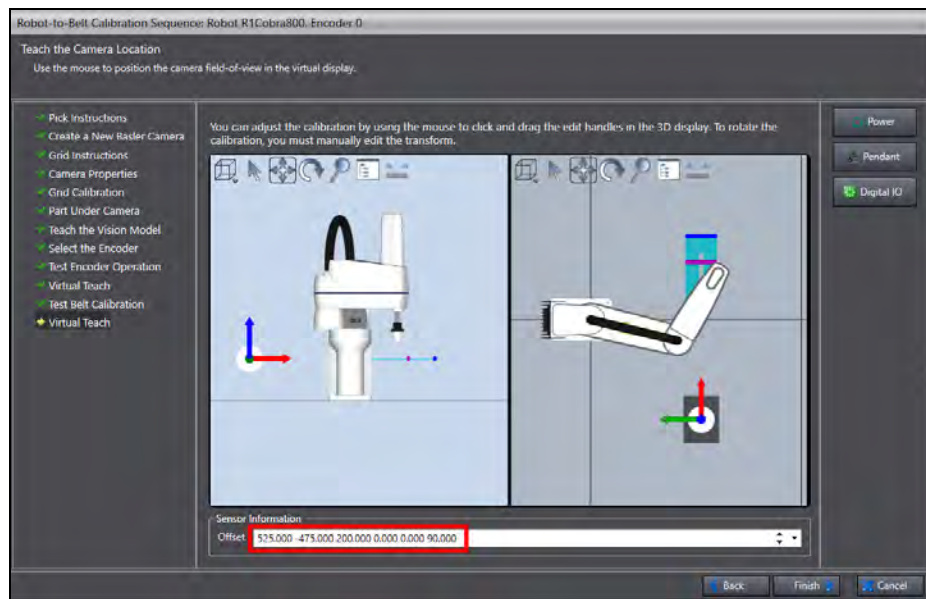 Robot-to-Belt Calibration Sequence: Robot R1Cobra800, Encoder 0
Teach the Camera Location
Use the mouse to position the camera field-of-view in the virtual display.
Pick Instructions
Create a New Basler Camera
Grid Instructions
Camera Properties
Grid Calibration
Part Under Camera
Teach the Vision Model
Select the Encoder
Test Encoder Operation
Virtual Teach
Test Belt Calibration
Virtual Teach
You can adjust the calibration by using the mouse to click and drag the edit handles in the 3D display. To rotate the
calibration, you must manually edit the transform.
Power
Pendant
Digital IO
Sensor Information
Offset 525.000 -475.000 200.000 0.000 0.000 90.000
Back Finish Cancel